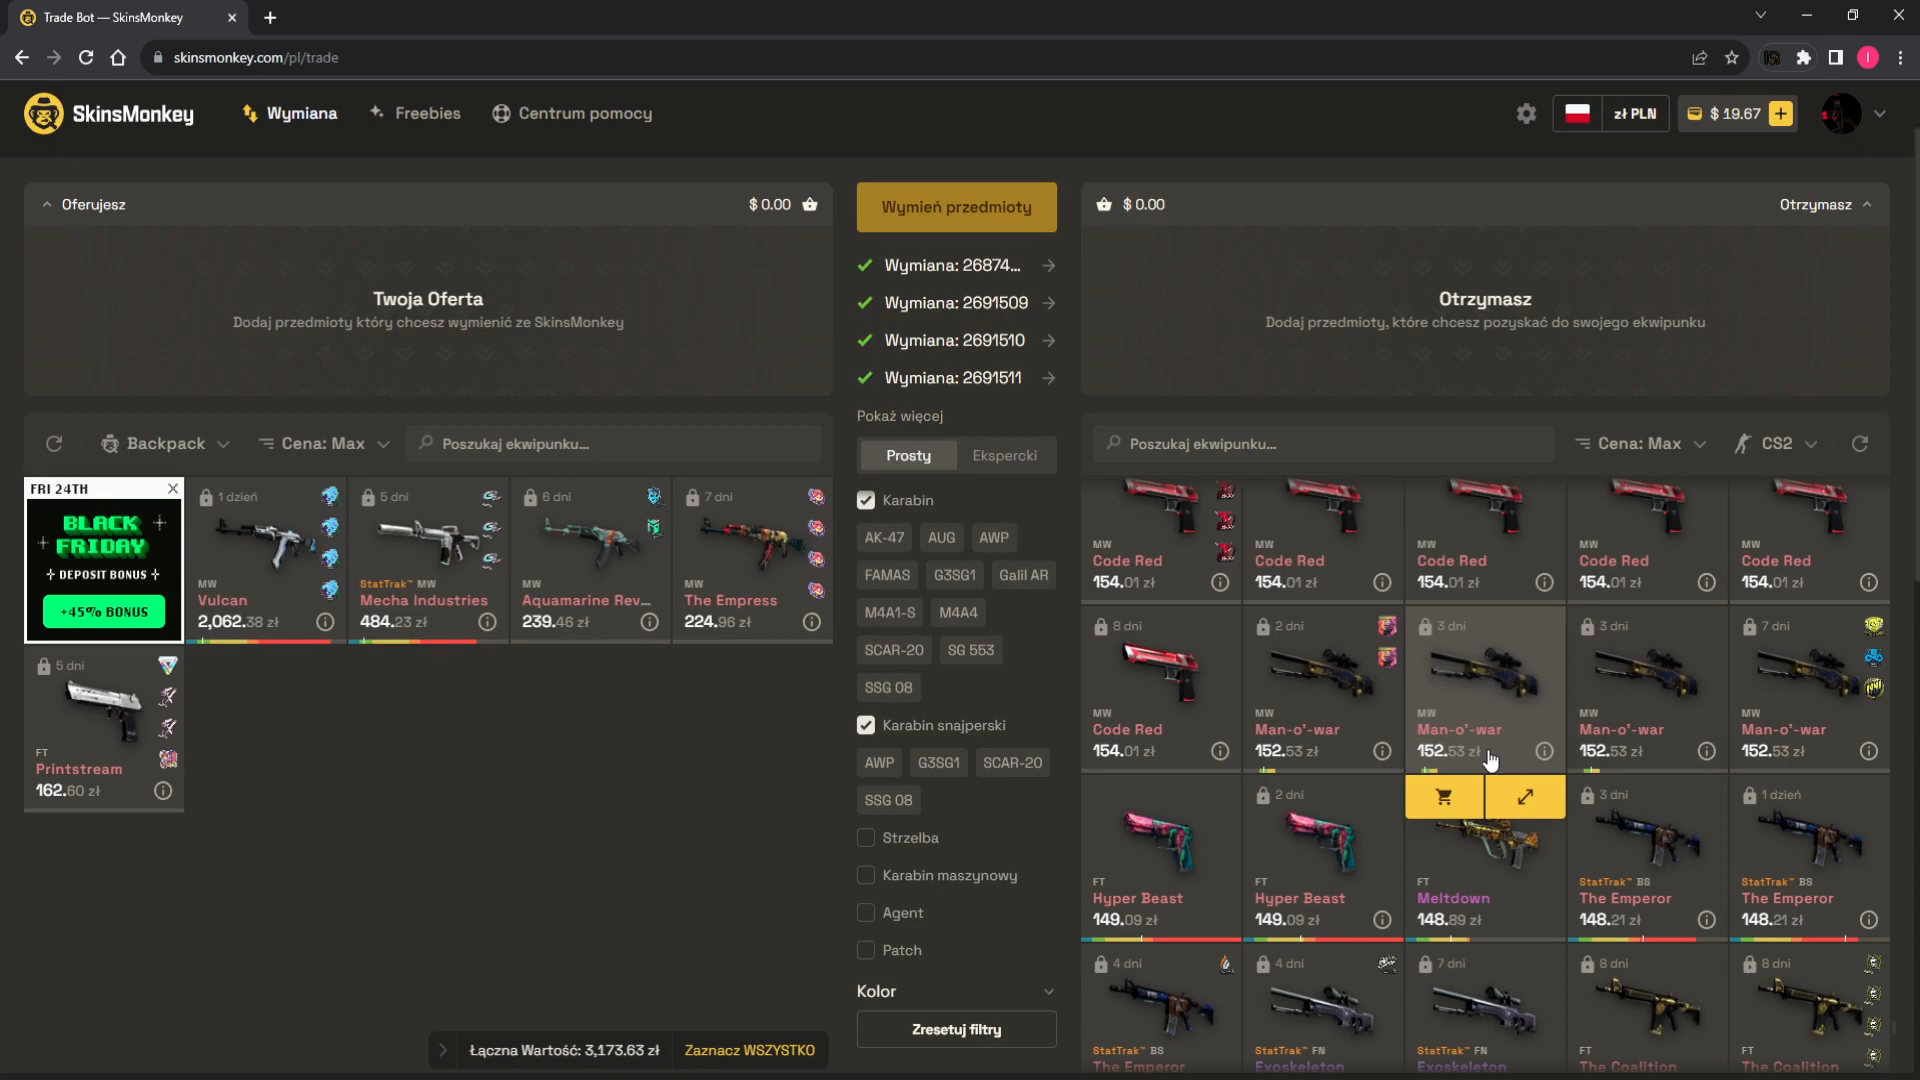 Trade Bot — SkinsMonkey
skinsmonkey.com/pl/trade
SkinsMonkey
Wymiana
Freebies
Centrum pomocy
zł PLN
$ 19.67
Oferujesz
$ 0.00
Twoja Oferta
Dodaj przedmioty który chcesz wymienić ze SkinsMonkey
Wymień przedmioty
Wymiana: 26874...
Wymiana: 2691509
Wymiana: 2691510
Wymiana: 2691511
Pokaż więcej
$ 0.00
Otrzymasz
Otrzymasz
Dodaj przedmioty, które chcesz pozyskać do swojego ekwipunku
Backpack
Cena: Max
Poszukaj ekwipunku...
FRI 24TH
BLACK
FRIDAY
DEPOSIT BONUS
+45% BONUS
1 dzień
MW
Vulcan
2,062.38 zł
5 dni
StatTrak™ MW
Mecha Industries
484.23 zł
6 dni
MW
Aquamarine Rev...
239.46 zł
7 dni
MW
The Empress
224.96 zł
5 dni
FT
Printstream
162.60 zł
Łączna Wartość: 3,173.63 zł
Zaznacz WSZYSTKO
Prosty
Ekspercki
Karabin
AK-47
AUG
AWP
FAMAS
G3SG1
Galil AR
M4A1-S
M4A4
SCAR-20
SG 553
SSG 08
Karabin snajperski
AWP
G3SG1
SCAR-20
SSG 08
Strzelba
Karabin maszynowy
Agent
Patch
Kolor
Zresetuj filtry
Poszukaj ekwipunku...
Cena: Max
CS2
MW
Code Red
154.01 zł
MW
Code Red
154.01 zł
MW
Code Red
154.01 zł
MW
Code Red
154.01 zł
MW
Code Red
154.01 zł
8 dni
MW
Code Red
154.01 zł
2 dni
MW
Man-o'-war
152.53 zł
3 dni
MW
Man-o'-war
152.53 zł
3 dni
MW
Man-o'-war
152.53 zł
7 dni
MW
Man-o'-war
152.53 zł
FT
Hyper Beast
149.09 zł
2 dni
FT
Hyper Beast
149.09 zł
FT
Meltdown
148.89 zł
3 dni
StatTrak™ BS
The Emperor
148.21 zł
1 dzień
StatTrak™ BS
The Emperor
148.21 zł
4 dni
StatTrak™ BS
The Emperor
4 dni
StatTrak™ FN
Exoskeleton
7 dni
StatTrak™ FN
Exoskeleton
8 dni
FT
The Coalition
8 dni
FT
The Coalition